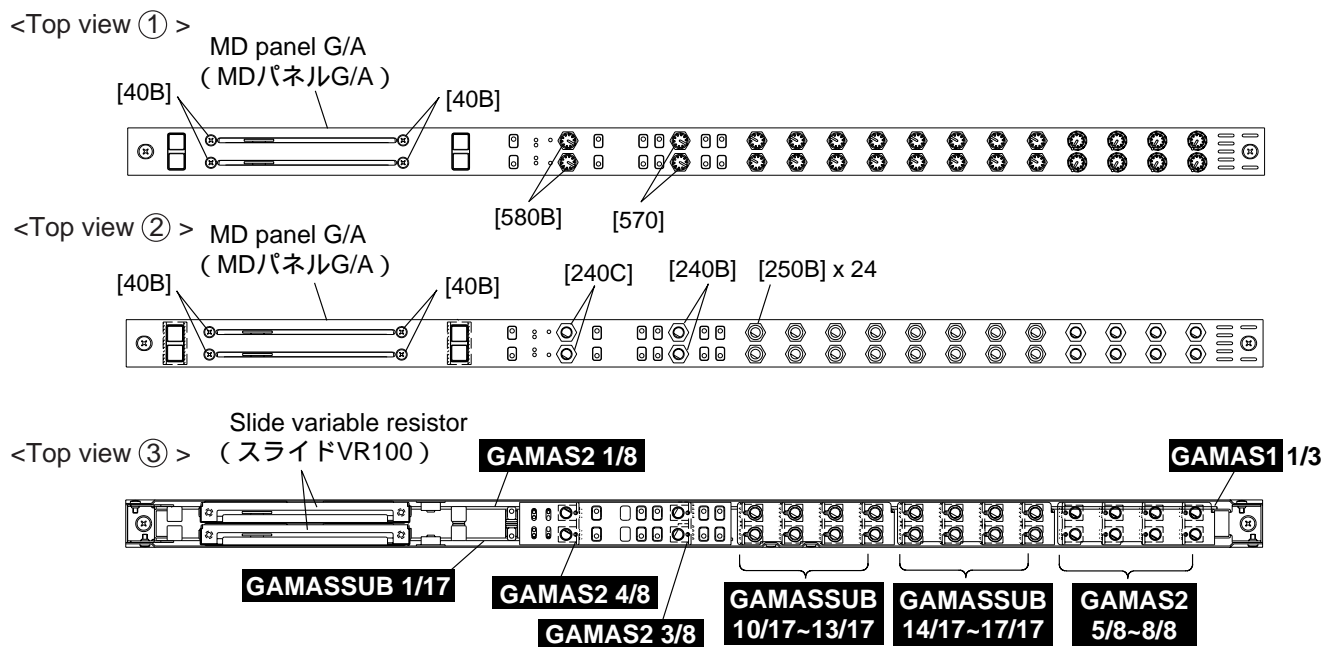 <Top view ① >
MD panel G/A
( MDパネルG/A )
[40B]
[40B]
[580B]
[570]
<Top view ② >
MD panel G/A
( MDパネルG/A )
[40B]
[40B]
[240C]
[240B]
[250B] x 24
<Top view ③ >
Slide variable resistor
( スライドVR100 )
GAMAS2 1/8
GAMAS1 1/3
GAMASSUB 1/17
GAMAS2 4/8
GAMAS2 3/8
GAMASSUB
10/17~13/17
GAMASSUB
14/17~17/17
GAMAS2
5/8~8/8